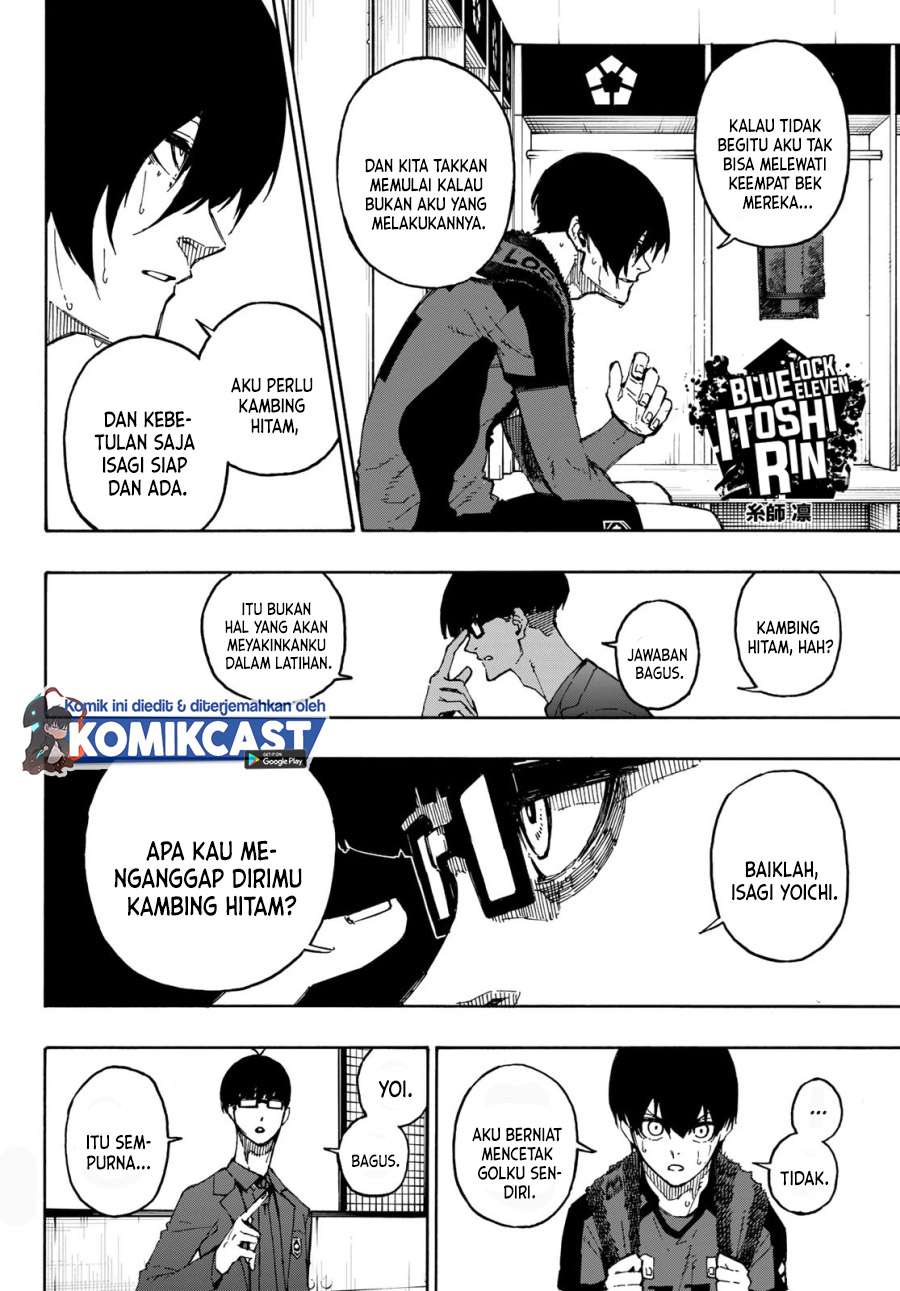 KALAU TIDAK
BEGITU AKU TAK
BISA MELEWATI
KEEMPAT BEK
MEREKA...
DAN KITA TAKKAN
MEMULAI KALAU
BUKAN AKU YANG
MELAKUKANNYA.
LOCK
BLUE LOCK
ELEVEN
ITOSHI
RIN
糸師 凛
AKU PERLU
KAMBING
HITAM,
DAN KEBE-
TULAN SAJA
ISAGI SIAP
DAN ADA.
KAMBING
HITAM, HAH?
JAWABAN
BAGUS.
ITU BUKAN
HAL YANG AKAN
MEYAKINKANKU
DALAM LATIHAN.
Komik ini diedit & diterjemahkan oleh
KOMIKCAST
GET IT ON
Google Play
BAIKLAH,
ISAGI YOICHI.
APA KAU ME-
NGANGGAP DIRIMU
KAMBING HITAM?
...
TIDAK.
AKU BERNIAT
MENCETAK
GOLKU SEN-
DIRI.
YOI.
BAGUS.
ITU SEM-
PURNA...